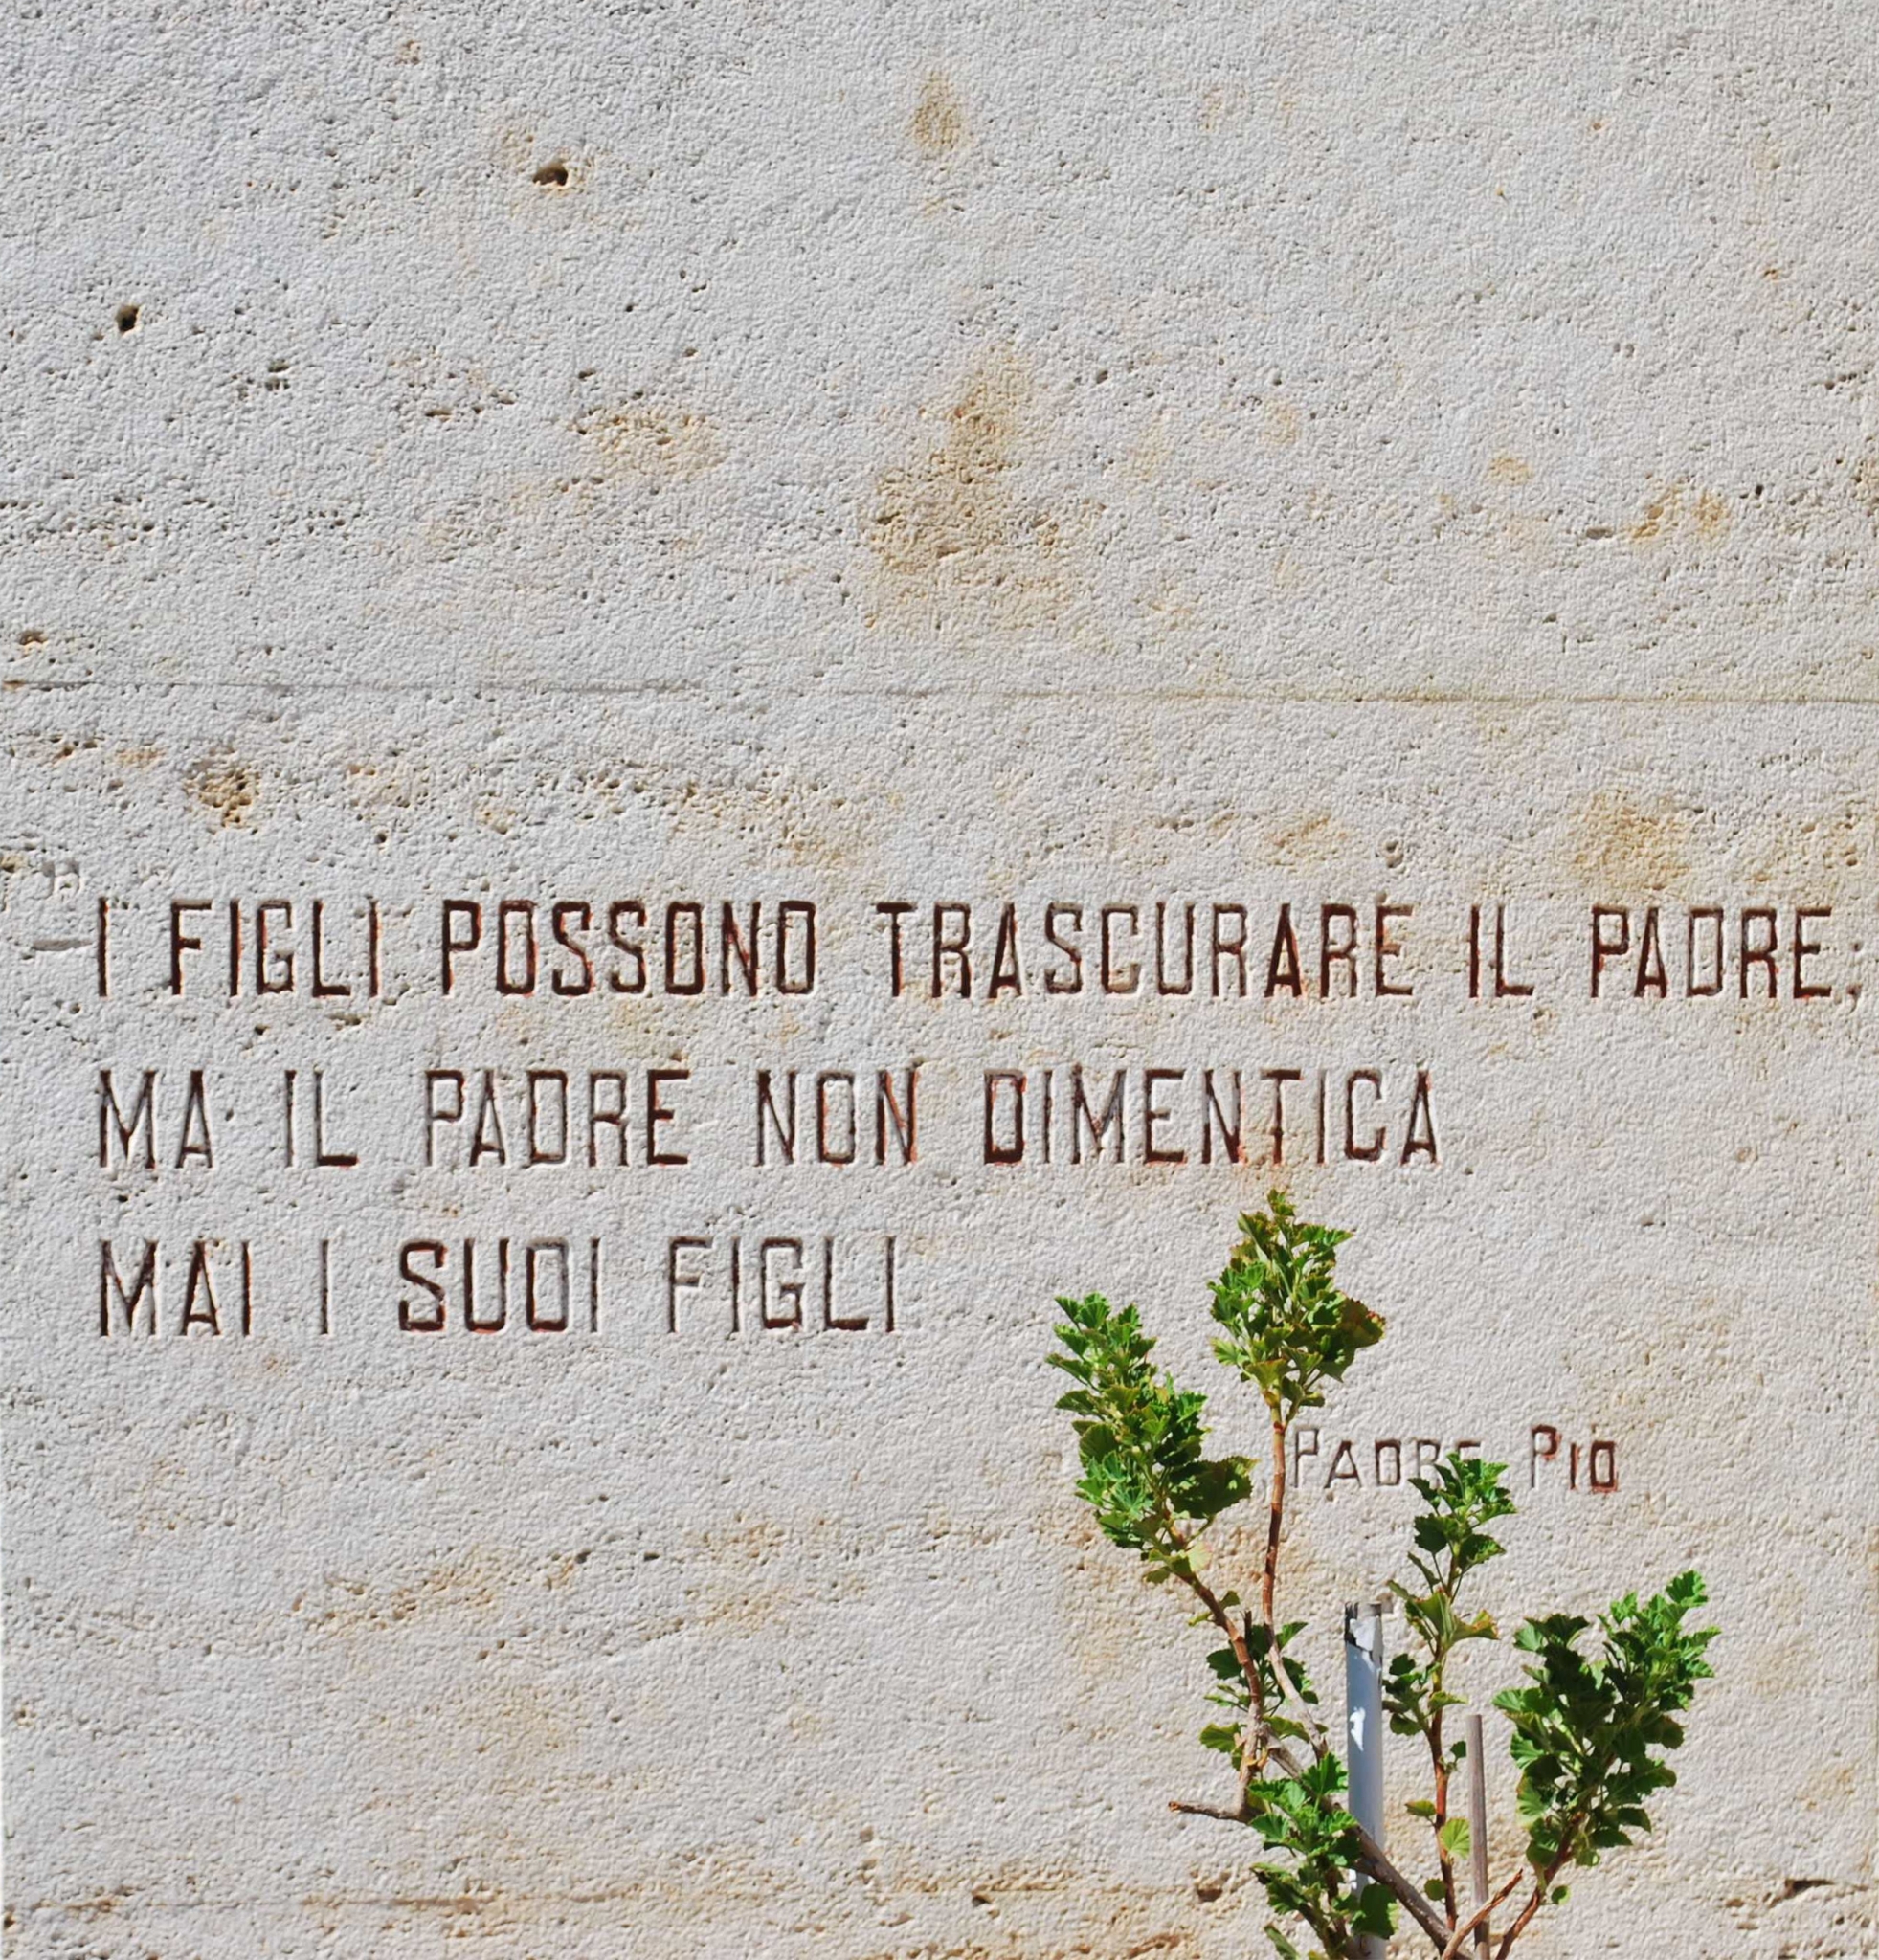 I FIGLI POSSONO TRASCURARE IL PADRE,
MA IL PADRE NON DIMENTICA
MAI I SUOI FIGLI
PADRE PIO